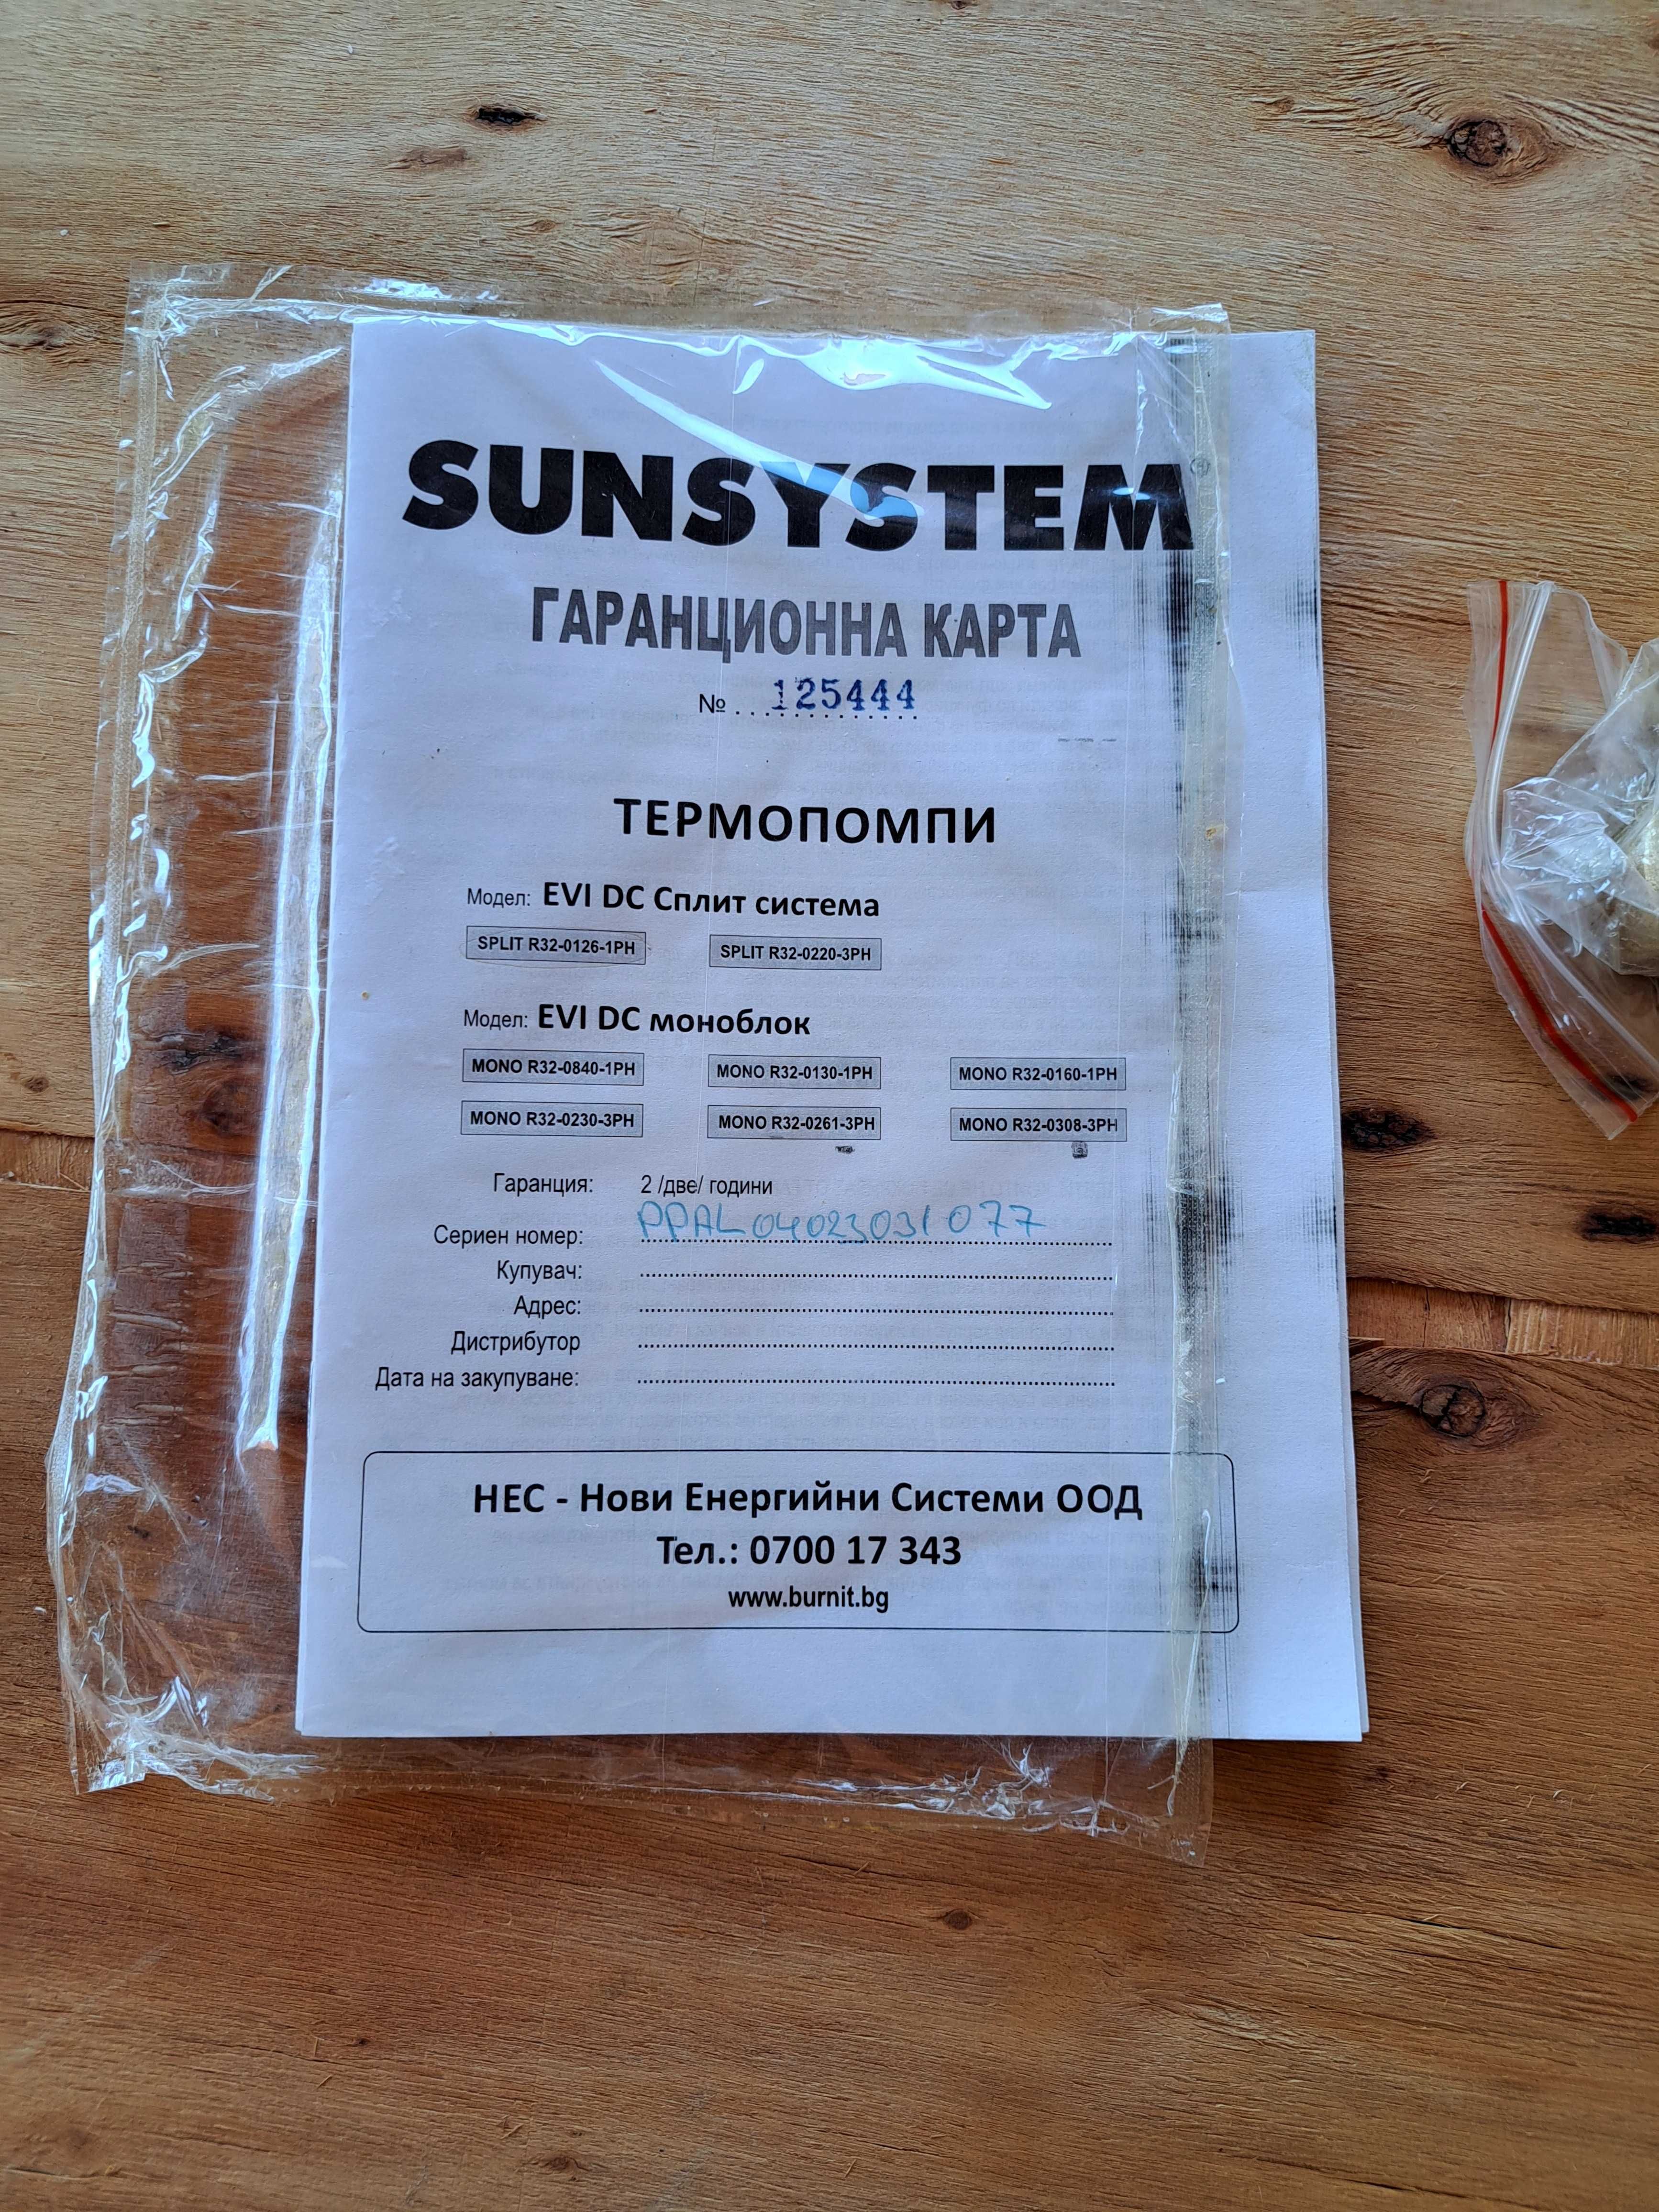 SUNSYSTEM®
ГАРАНЦИОННА КАРТА
№ 125444
ТЕРМОПОМПИ
Модел: EVI DC Сплит система
SPLIT R32-0126-1PH SPLIT R32-0220-3PH
Модел: EVI DC моноблок
MONO R32-0840-1PH MONO R32-0130-1PH MONO R32-0160-1PH
MONO R32-0230-3PH MONO R32-0261-3PH MONO R32-0308-3PH
Гаранция: 2 /две/ години
Сериен номер: PPAL04023031077
Купувач:
Адрес:
Дистрибутор
Дата на закупуване:
НЕС - Нови Енергийни Системи ООД
Тел.: 0700 17 343
www.burnit.bg